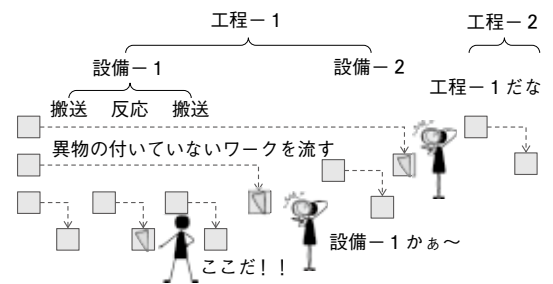 工程－1
工程－2
設備－1
設備－2
工程－1だな
搬送 反応 搬送
異物の付いていないワークを流す
設備－1かぁ～
ここだ！！